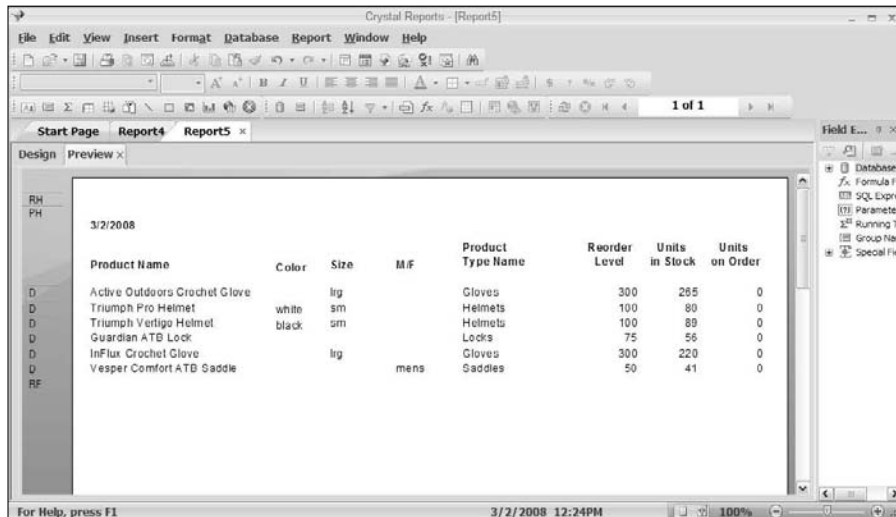 Crystal Reports - [Report5]
File Edit View Insert Format Database Report Window Help
A A A B I U A $ , %
Σ fx 1 of 1
Start Page Report4 Report5 × Field E...
Design Preview ×
Database
Formula F
SQL Expre
Paramete
Running T
Group Na
Special Fie
RH
PH
3/2/2008
Product Name Color Size M/F Product Type Name Reorder Level Units in Stock Units on Order
D Active Outdoors Crochet Glove lrg Gloves 300 265 0
D Triumph Pro Helmet white sm Helmets 100 80 0
D Triumph Vertigo Helmet black sm Helmets 100 89 0
D Guardian ATB Lock Locks 75 56 0
D InFlux Crochet Glove lrg Gloves 300 220 0
D Vesper Comfort ATB Saddle mens Saddles 50 41 0
RF
For Help, press F1 3/2/2008 12:24PM 100%